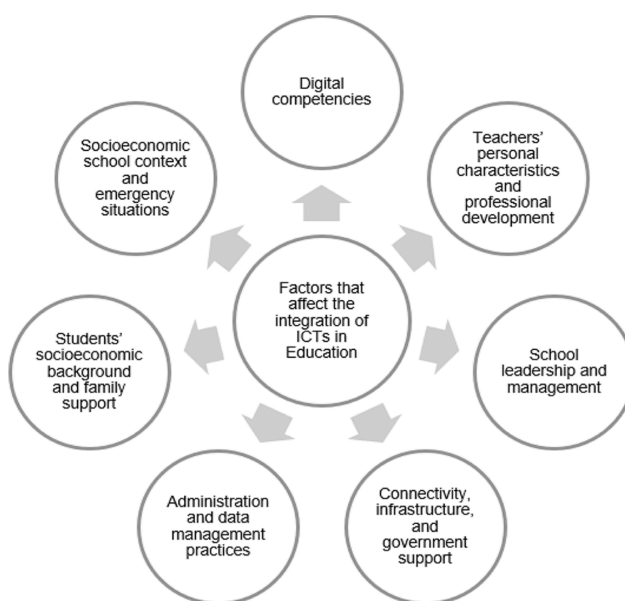 Digital
competencies
Teachers'
personal
characteristics
and
professional
development
School
leadership and
management
Connectivity,
infrastructure,
and
government
support
Administration
and data
management
practices
Students'
socioeconomic
background
and family
support
Socioeconomic
school context
and
emergency
situations
Factors that
affect the
integration of
ICTs in
Education